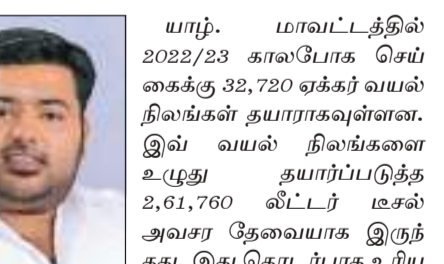 யாழ். மாவட்டத்தில்
2022/23 காலபோக செய்
கைக்கு 32,720 ஏக்கர் வயல்
நிலங்கள் தயாராகவுள்ளன.
இவ் வயல் நிலங்களை
உழுது தயார்ப்படுத்த
2,61,760 லீட்டர் டீசல்
அவசர தேவையாக இருந்